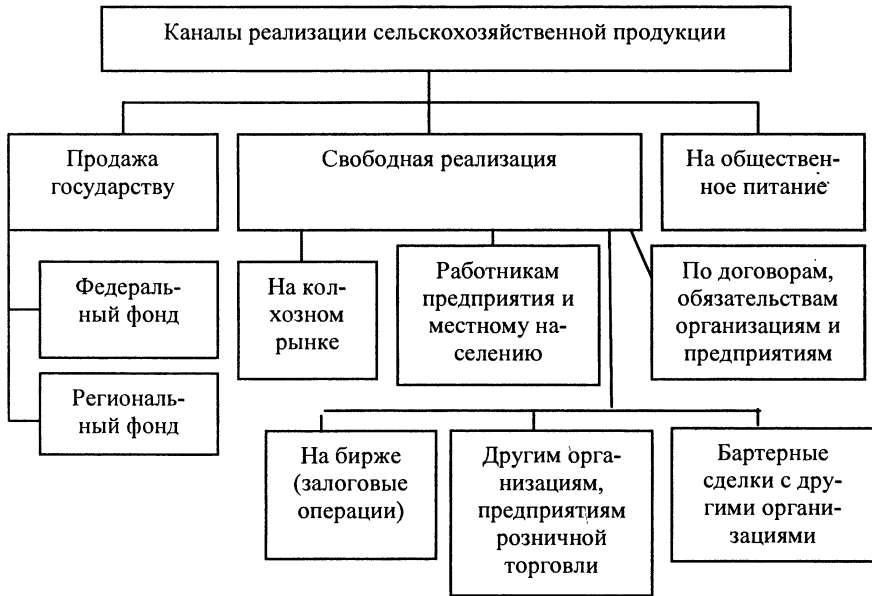 Каналы реализации сельскохозяйственной продукции
Продажа
государству
Свободная реализация
На обществен-
ное питание
Федераль-
ный фонд
Региональ-
ный фонд
На кол-
хозном
рынке
Работникам
предприятия и
местному на-
селению
По договорам,
обязательствам
организациям и
предприятиям
На бирже
(залоговые
операции)
Другим орга-
низациям,
предприятиям
розничной
торговли
Бартерные
сделки с дру-
гими органи-
зациями